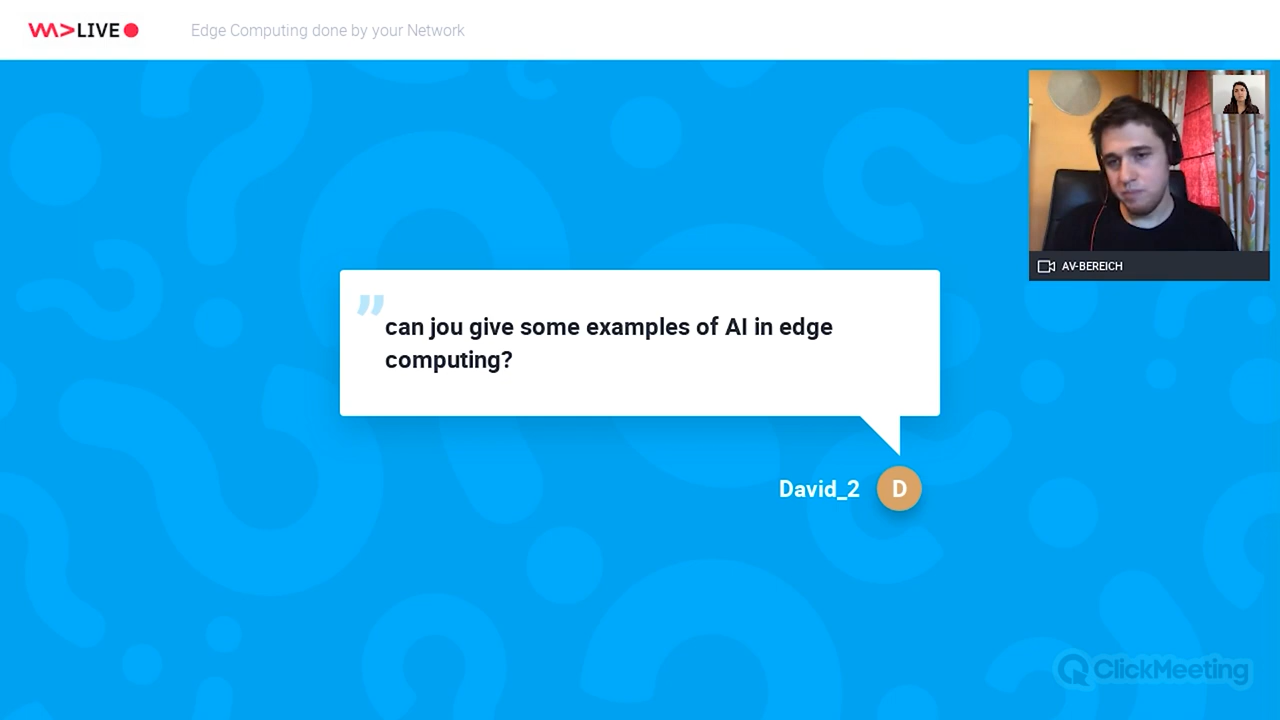 LIVE
Edge Computing done by your Network
AV-BEREICH
"can jou give some examples of AI in edge
computing?
David_2 D
ClickMeeting